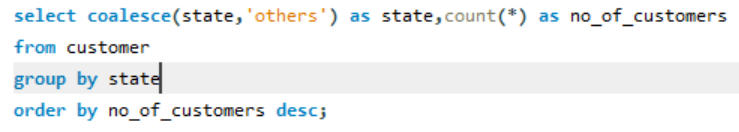 select coalesce(state,'others') as state,count(*) as no_of_customers
from customer
group by state
order by no_of_customers desc;